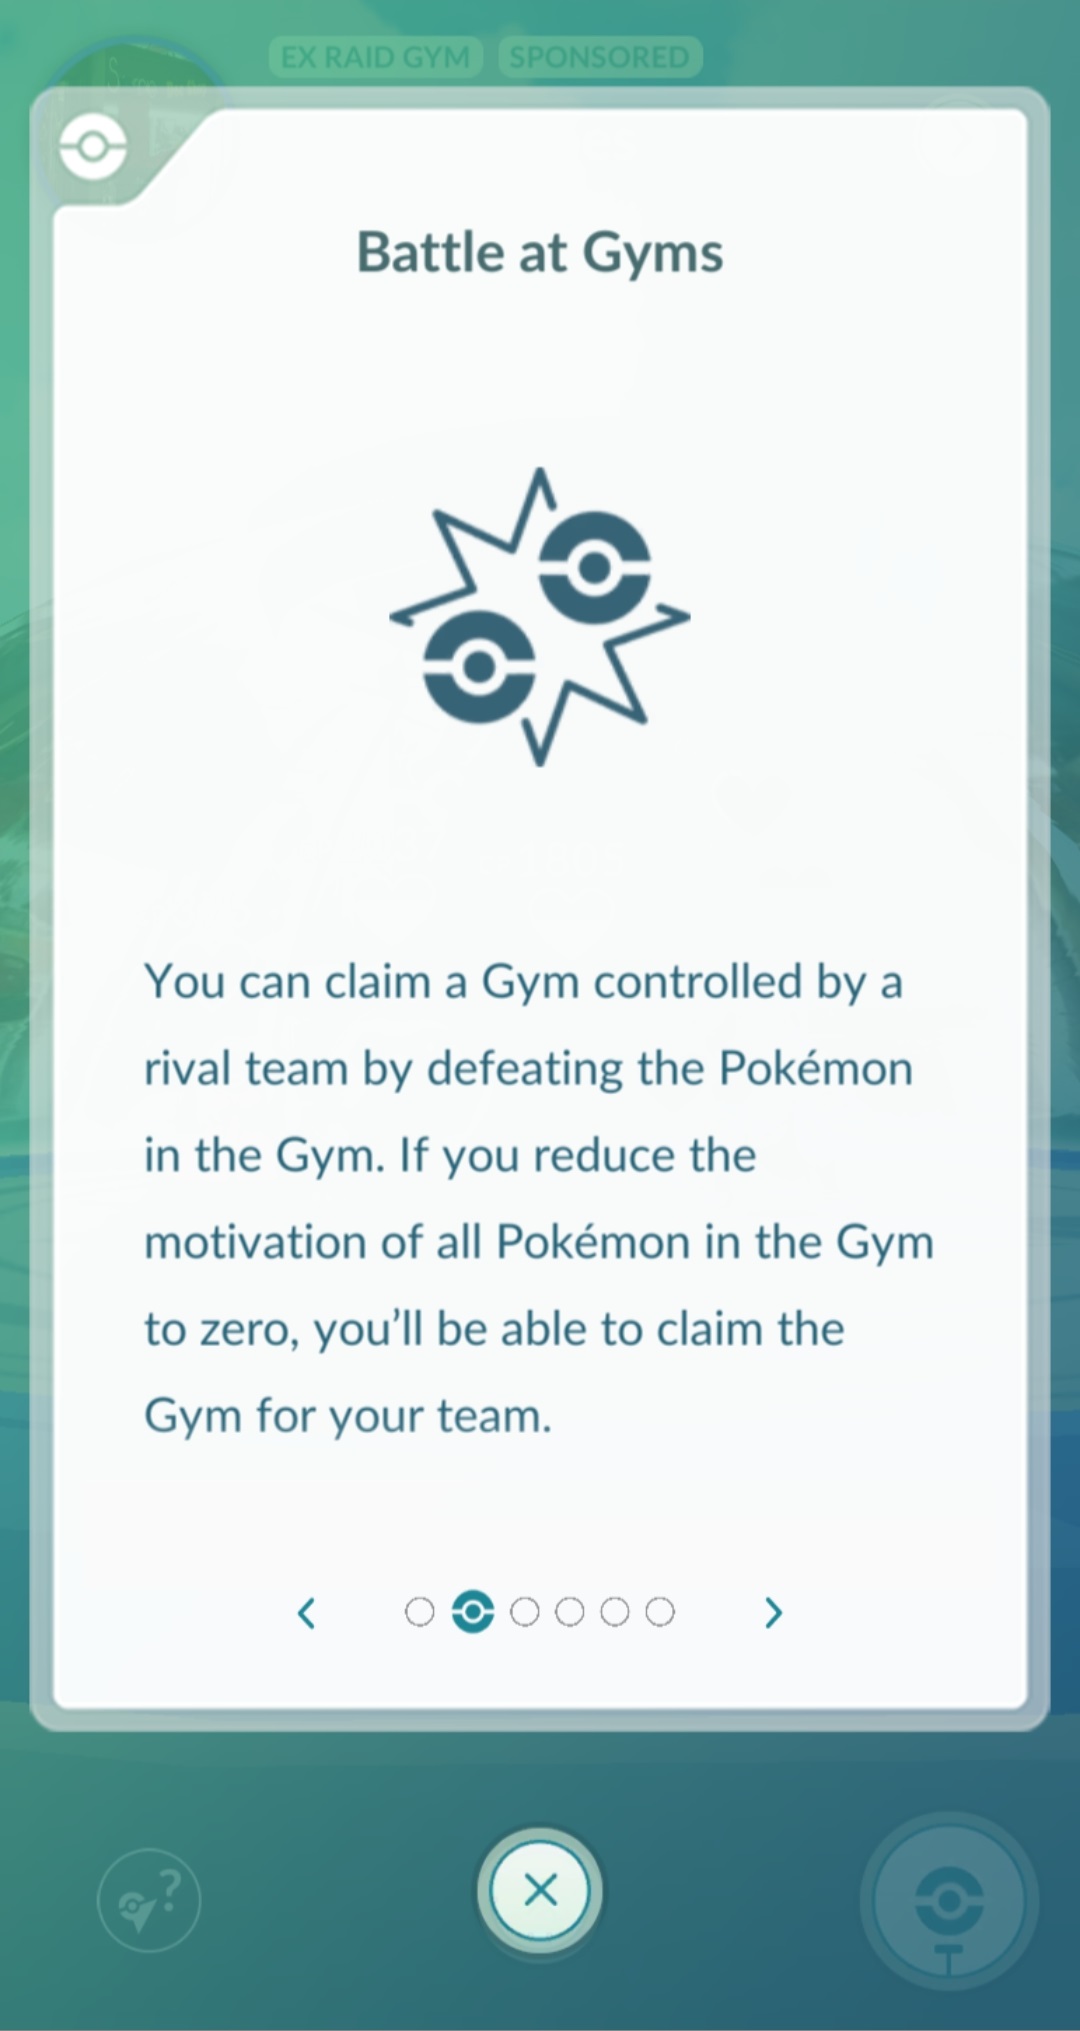 EX RAID GYM SPONSORED
Battle at Gyms
You can claim a Gym controlled by a
rival team by defeating the Pokémon
in the Gym. If you reduce the
motivation of all Pokémon in the Gym
to zero, you’ll be able to claim the
Gym for your team.
?